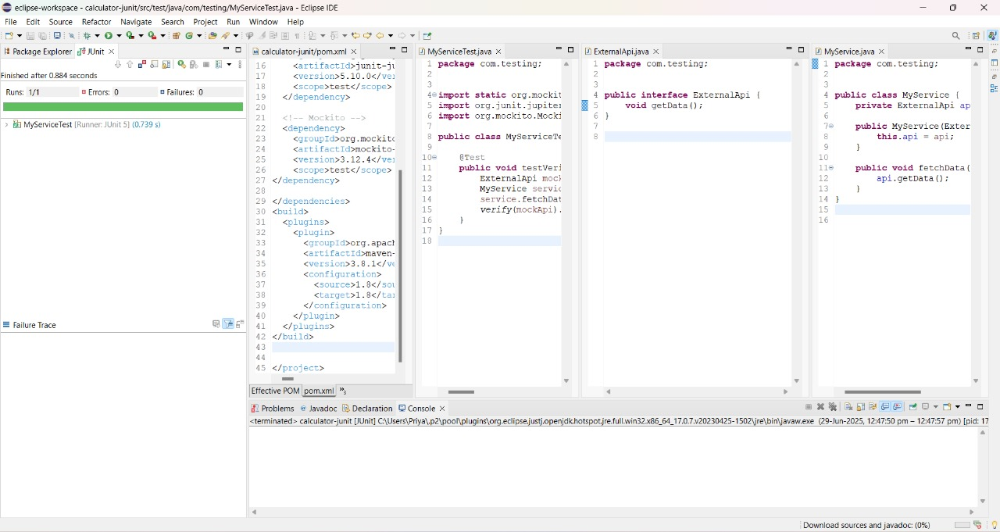 eclipse-workspace - calculator-junit/src/test/java/com/testing/MyServiceTest.java - Eclipse IDE
File Edit Source Refactor Navigate Search Project Run Window Help
Package Explorer JUnit
Finished after 0.884 seconds
Runs: 1/1 Errors: 0 Failures: 0
MyServiceTest [Runner: JUnit 5] (0.739 s)
Failure Trace
calculator-junit/pom.xml
16 <artifactId>junit-ju
17 <version>5.10.0</ver
18 <scope>test</scope>
19 </dependency>
20
21 <!-- Mockito -->
22 <dependency>
23 <groupId>org.mockito
24 <artifactId>mockito-
25 <version>3.12.4</ver
26 <scope>test</scope>
27 </dependency>
28
29 </dependencies>
30 <build>
31 <plugins>
32 <plugin>
33 <groupId>org.apach
34 <artifactId>maven-
35 <version>3.8.1</ve
36 <configuration>
37 <source>1.8</sou
38 <target>1.8</tar
39 </configuration>
40 </plugin>
41 </plugins>
42 </build>
43
44
45 </project>
Effective POM pom.xml »3
MyServiceTest.java
1 package com.testing;
2
3
4 import static org.mockit
5 import org.junit.jupiter
6 import org.mockito.Mocki
7
8 public class MyServiceTe
9
10 @Test
11 public void testVeri
12 ExternalApi mock
13 MyService servic
14 service.fetchDat
15 verify(mockApi).
16 }
17 }
18
ExternalApi.java
1 package com.testing;
2
3
4 public interface ExternalApi {
5 void getData();
6 }
7
8
MyService.java
1 package com.testing;
2
3
4 public class MyService {
5 private ExternalApi ap
6
7 public MyService(Exter
8 this.api = api;
9 }
10
11 public void fetchData(
12 api.getData();
13 }
14 }
15
16
Problems Javadoc Declaration Console
<terminated> calculator-junit [JUnit] C:\Users\Priya\.p2\pool\plugins\org.eclipse.justj.openjdk.hotspot.jre.full.win32.x86_64_17.0.7.v20230425-1502\jre\bin\javaw.exe (29-Jun-2025, 12:47:50 pm – 12:47:57 pm) [pid: 17
Download sources and javadoc: (0%)